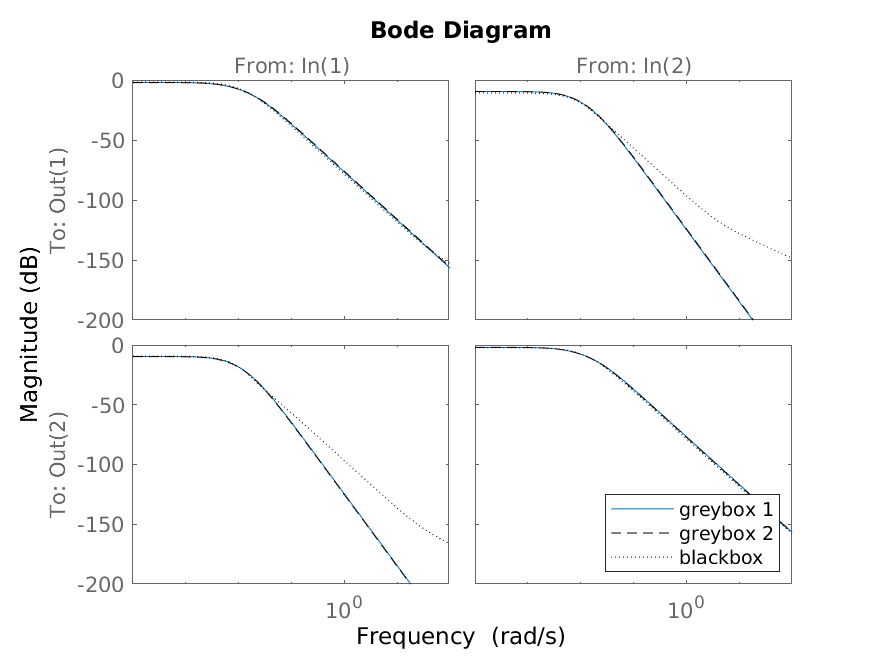 Bode Diagram
From: In(1)
From: In(2)
To: Out(1)
0
-50
-100
-150
-200
Magnitude (dB)
To: Out(2)
0
-50
-100
-150
-200
greybox 1
greybox 2
blackbox
10^0
10^0
Frequency (rad/s)